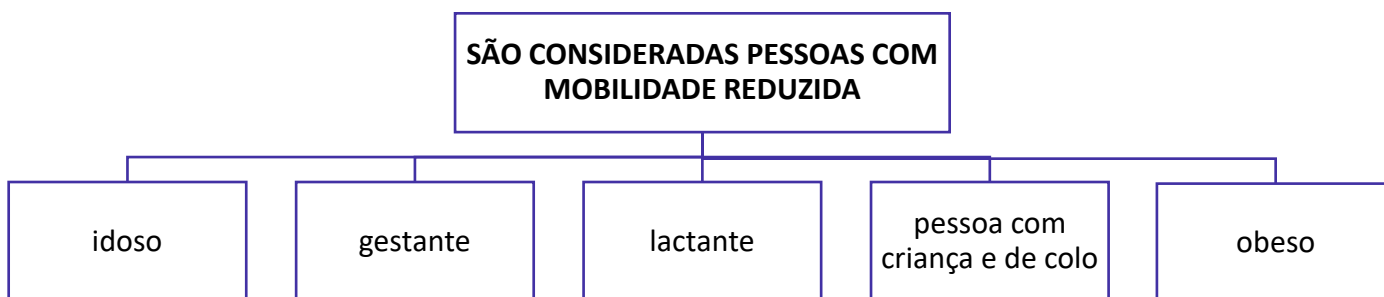 SÃO CONSIDERADAS PESSOAS COM
MOBILIDADE REDUZIDA
idoso
gestante
lactante
pessoa com
criança e de colo
obeso